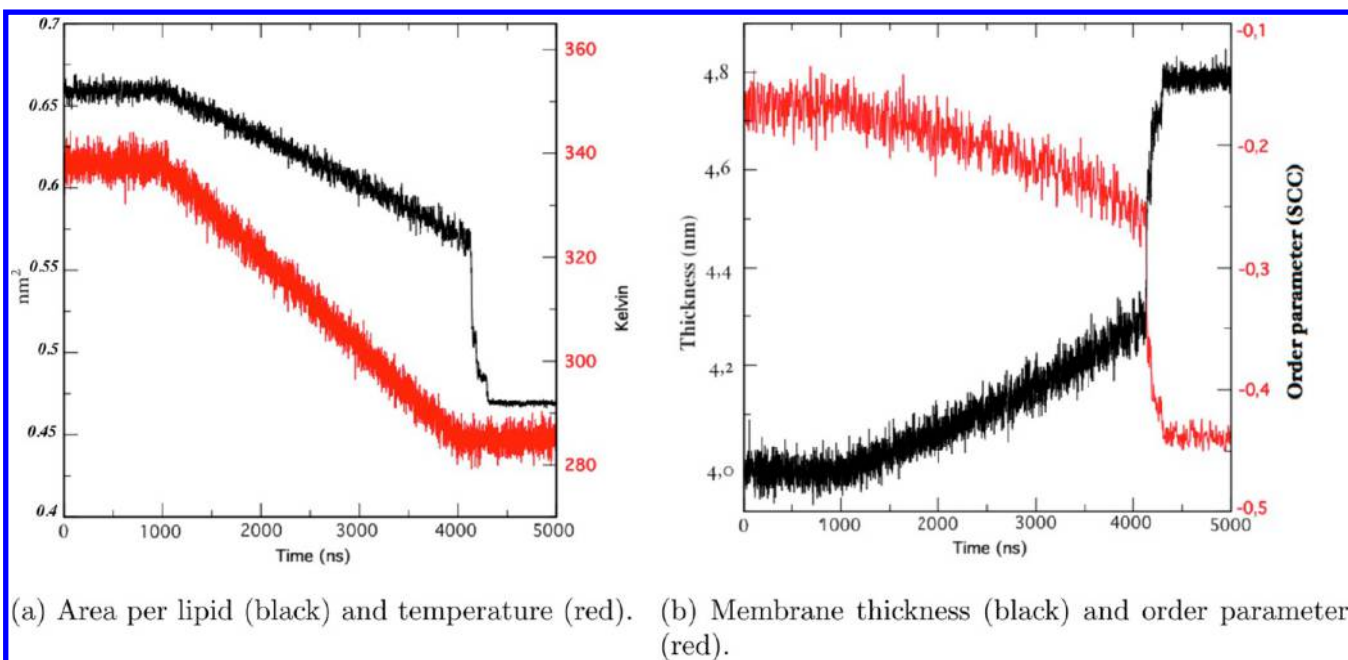 0.7
0.65
0.6
0.55
0.5
0.45
0.4
nm²
360
340
320
300
280
Kelvin
0 1000 2000 3000 4000 5000
Time (ns)
4,8
4,6
4,4
4,2
4,0
Thickness (nm)
-0,1
-0,2
-0,3
-0,4
-0,5
Order parameter (SCC)
0 1000 2000 3000 4000 5000
Time (ns)
(a) Area per lipid (black) and temperature (red).
(b) Membrane thickness (black) and order parameter
(red).